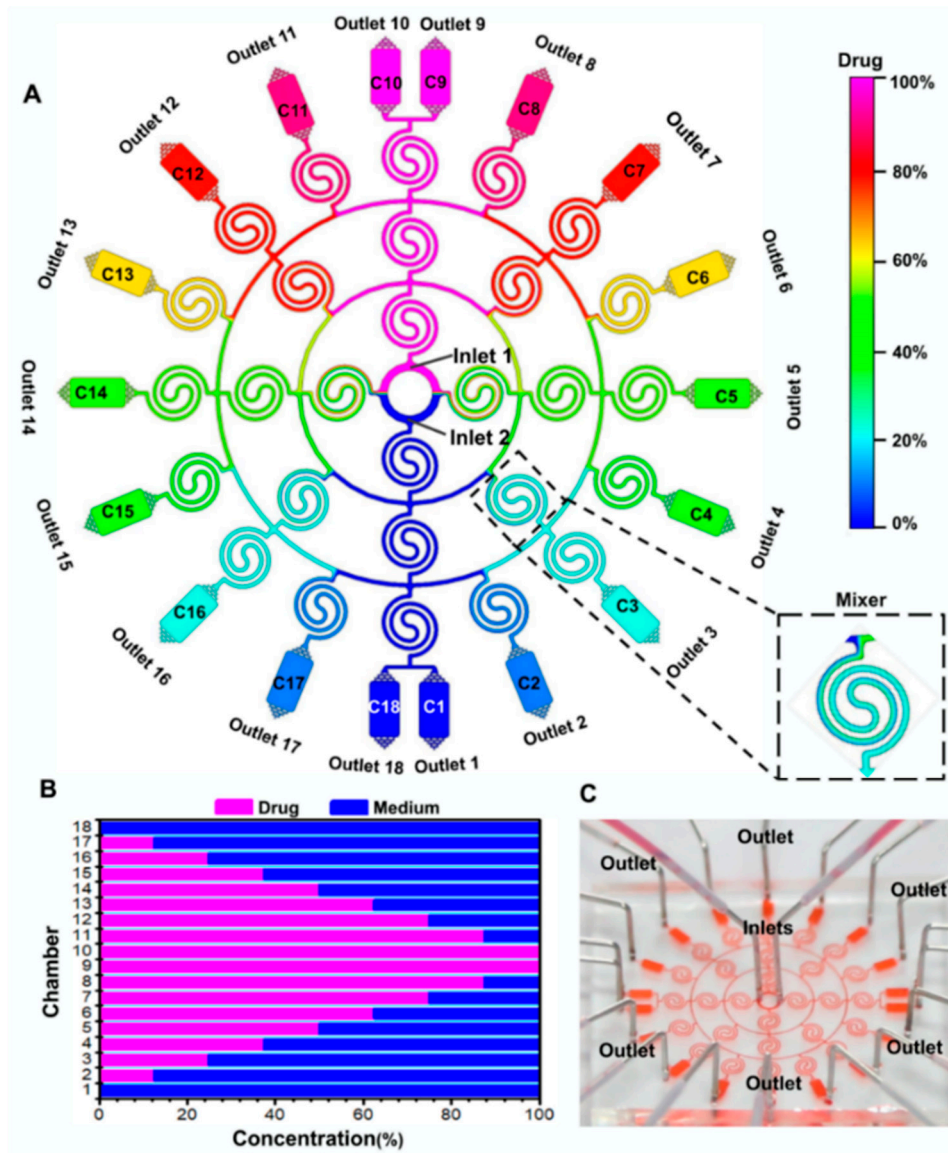 A
Outlet 10
Outlet 9
Outlet 11
Outlet 8
Outlet 12
Outlet 7
Outlet 13
Outlet 6
Outlet 14
Outlet 5
Outlet 15
Outlet 4
Outlet 16
Outlet 3
Outlet 17
Outlet 2
Outlet 18
Outlet 1
C10
C9
C11
C8
C12
C7
C13
C6
C14
C5
C15
C4
C16
C3
C17
C2
C18
C1
Inlet 1
Inlet 2
Drug
100%
80%
60%
40%
20%
0%
Mixer
B
Drug
Medium
Chamber
18
17
16
15
14
13
12
11
10
9
8
7
6
5
4
3
2
1
0
20
40
60
80
100
Concentration(%)
C
Outlet
Outlet
Outlet
Inlets
Outlet
Outlet
Outlet